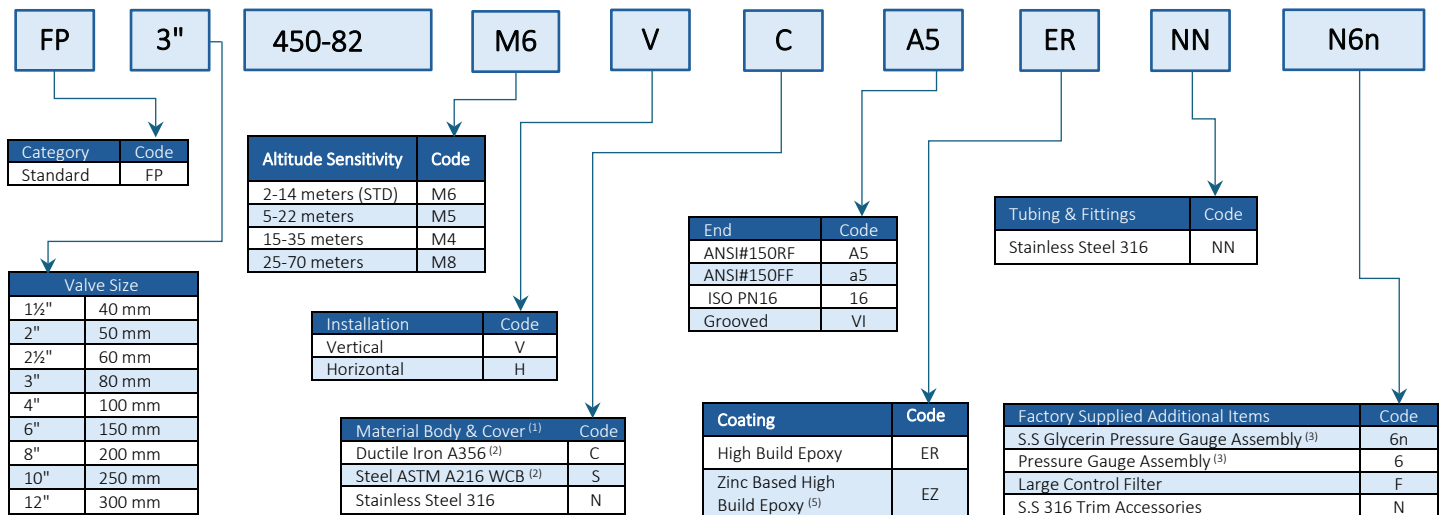 FP 3" 450-82 M6 V C A5 ER NN N6n
Category Code
Standard FP
Altitude Sensitivity Code
2-14 meters (STD) M6
5-22 meters M5
15-35 meters M4
25-70 meters M8
Tubing & Fittings Code
Stainless Steel 316 NN
End Code
ANSI#150RF A5
ANSI#150FF a5
ISO PN16 16
Grooved VI
Valve Size
1½" 40 mm
2" 50 mm
2½" 60 mm
3" 80 mm
4" 100 mm
6" 150 mm
8" 200 mm
10" 250 mm
12" 300 mm
Installation Code
Vertical V
Horizontal H
Material Body & Cover (1) Code
Ductile Iron A356 (2) C
Steel ASTM A216 WCB (2) S
Stainless Steel 316 N
Coating Code
High Build Epoxy ER
Zinc Based High
Build Epoxy (5) EZ
Factory Supplied Additional Items Code
S.S Glycerin Pressure Gauge Assembly (3) 6n
Pressure Gauge Assembly (3) 6
Large Control Filter F
S.S 316 Trim Accessories N